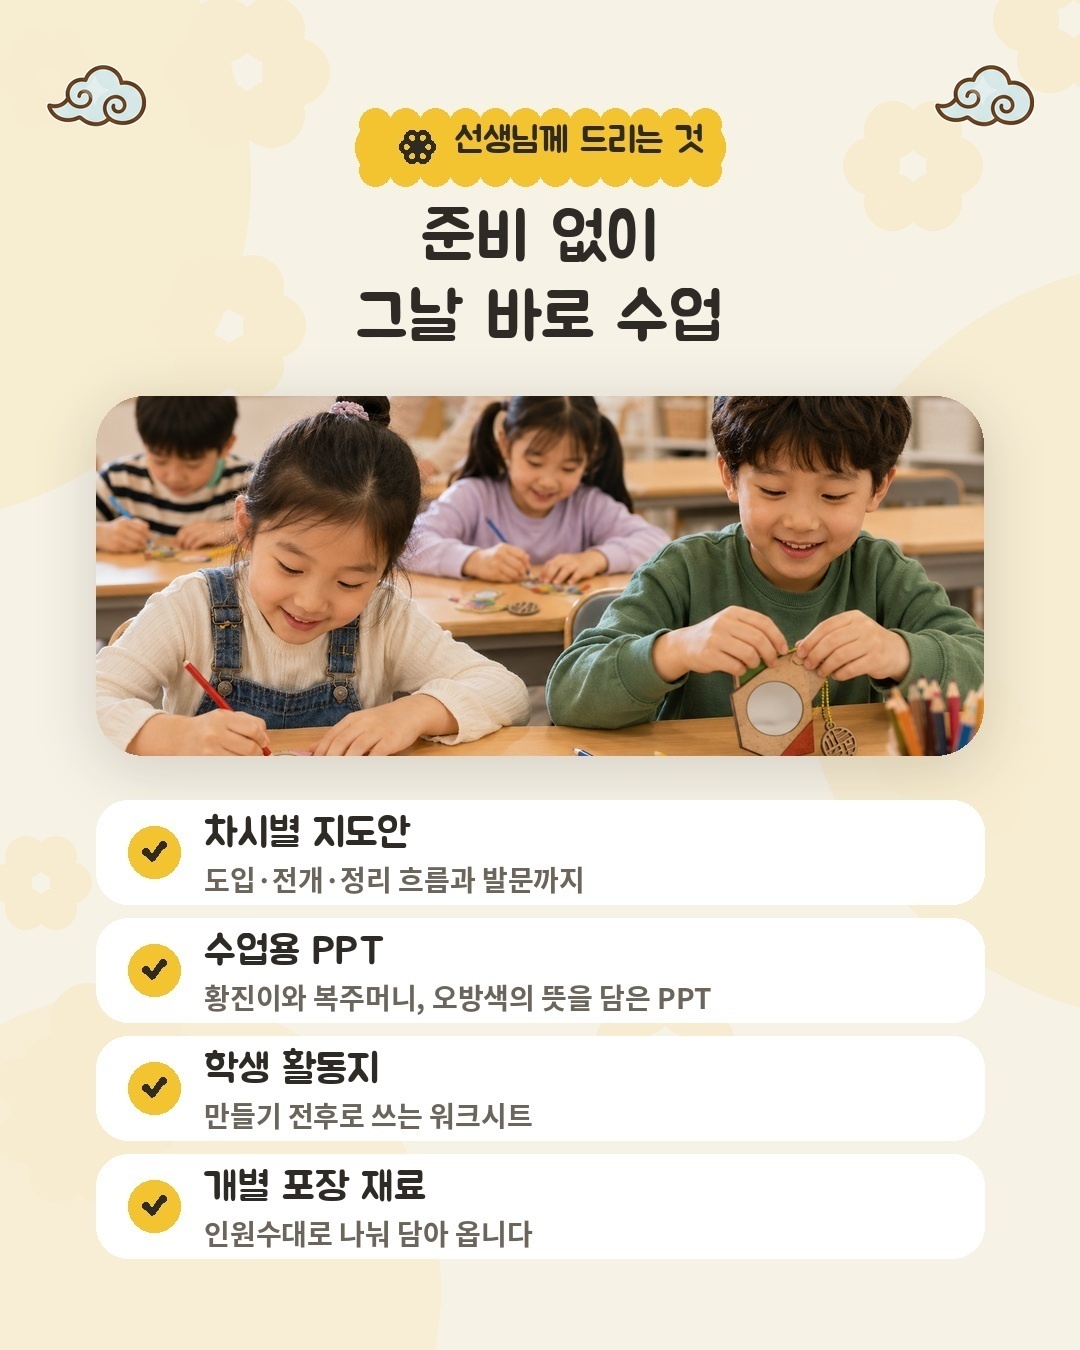 선생님께 드리는 것
준비 없이
그날 바로 수업
차시별 지도안
도입·전개·정리 흐름과 발문까지
수업용 PPT
황진이와 복주머니, 오방색의 뜻을 담은 PPT
학생 활동지
만들기 전후로 쓰는 워크시트
개별 포장 재료
인원수대로 나눠 담아 옵니다